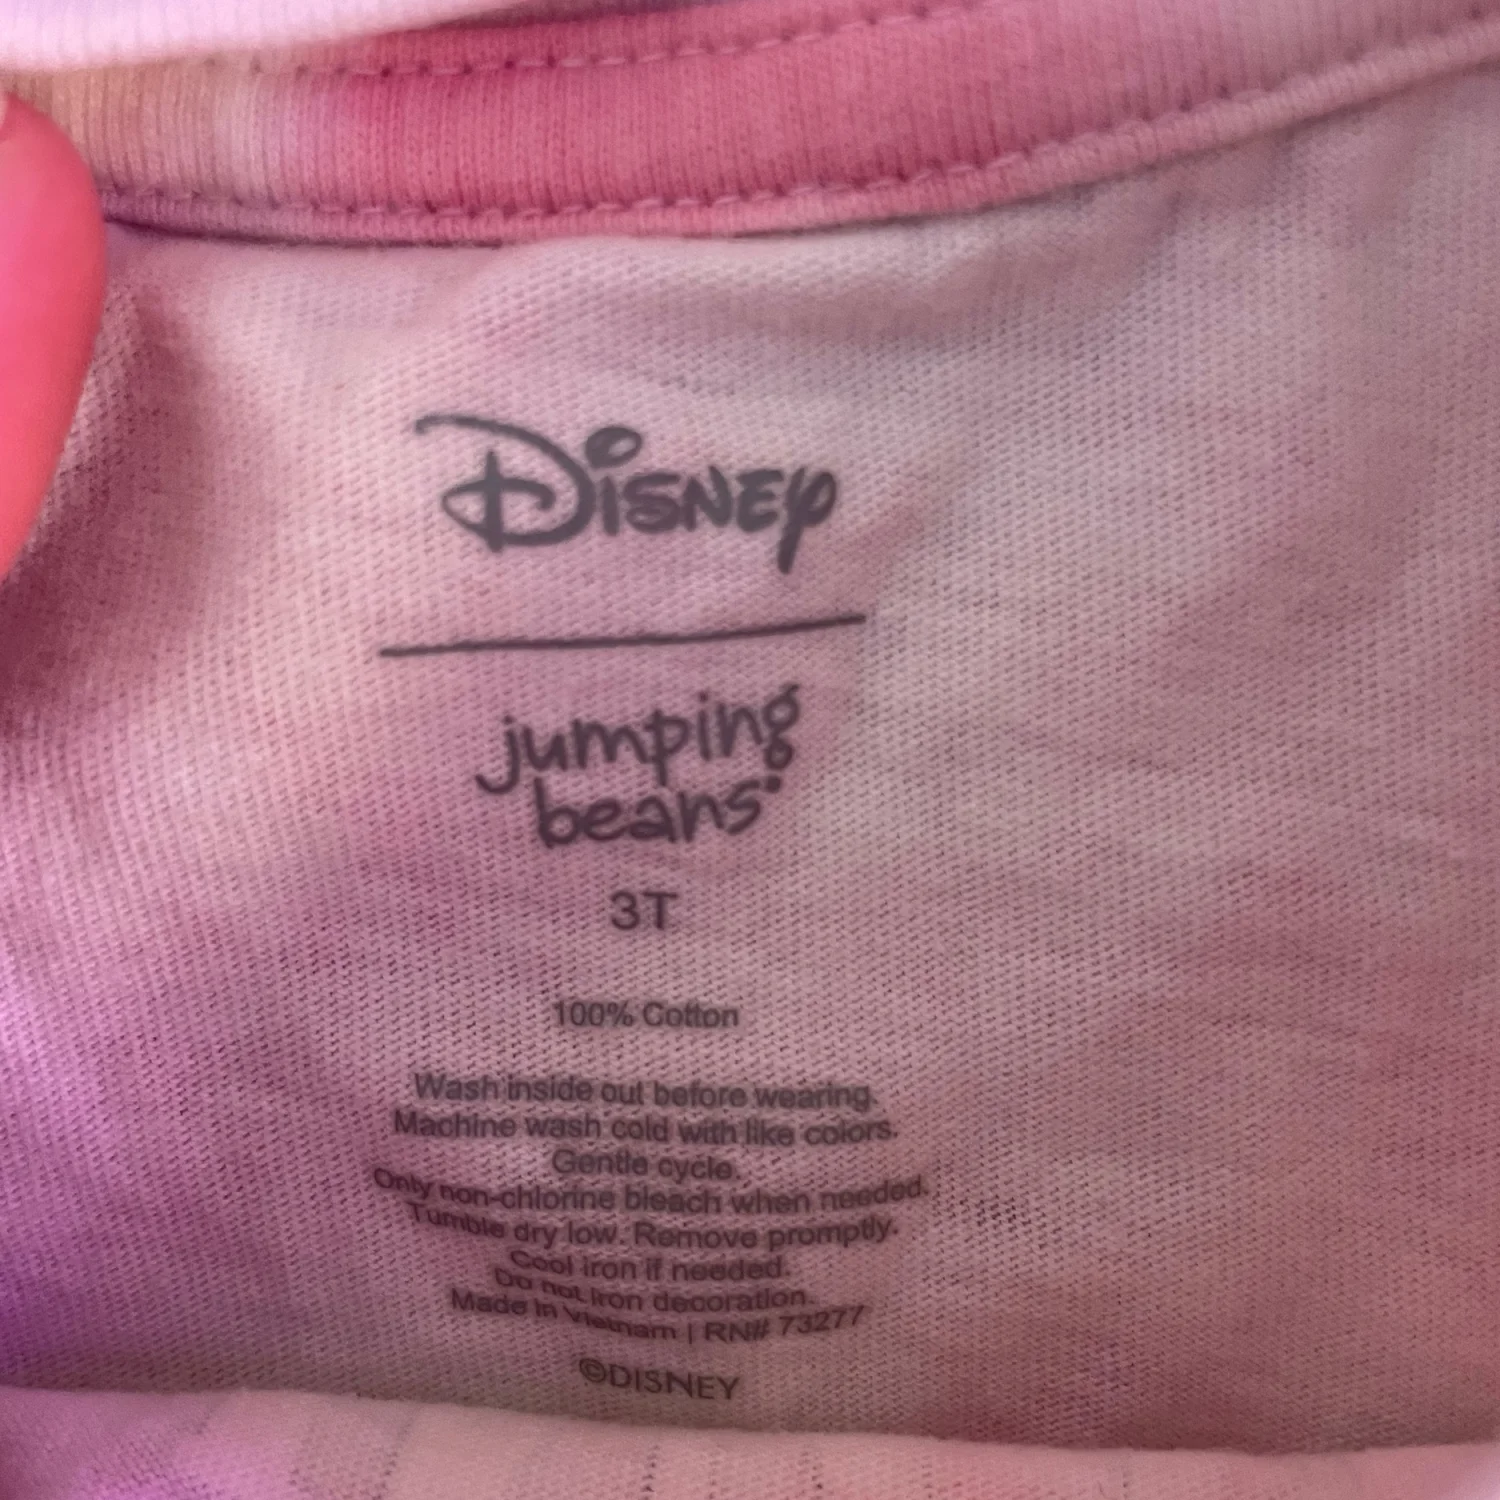 Disney
jumping
beans®
3T
100% Cotton
Wash inside out before wearing.
Machine wash cold with like colors.
Gentle cycle.
Only non-chlorine bleach when needed.
Tumble dry low. Remove promptly.
Cool iron if needed.
Do not iron decoration.
Made in Vietnam | RN# 73277
©DISNEY